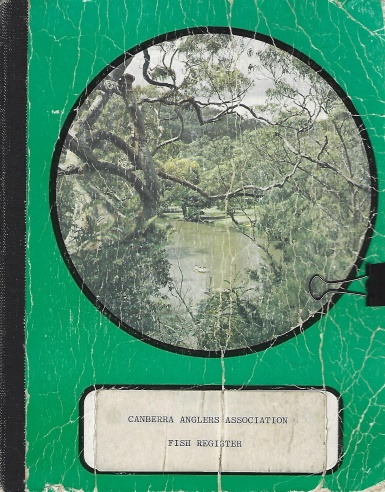 CANBERRA ANGLERS ASSOCIATION
FISH REGISTER